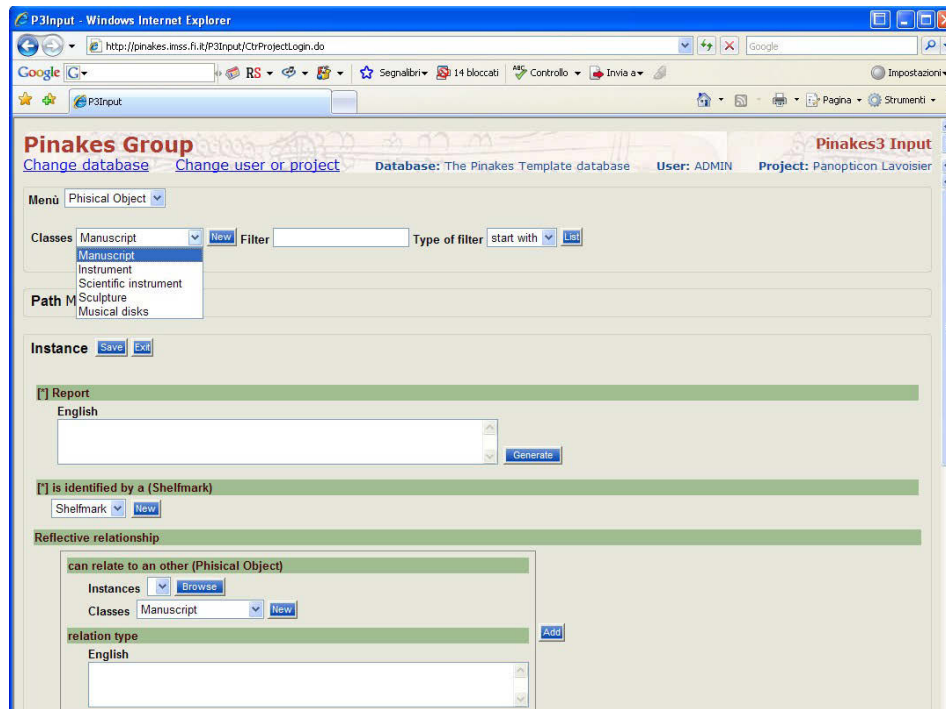 P3Input - Windows Internet Explorer
http://pinakes.imss.fi.it/P3Input/CtrProjectLogin.do Google
Google G RS Segnalibri 14 bloccati ABC Controllo Invia a Impostazioni
P3Input Pagina Strumenti
Pinakes Group Pinakes3 Input
Change database Change user or project Database: The Pinakes Template database User: ADMIN Project: Panopticon Lavoisier
Menù Phisical Object
Classes Manuscript New Filter Type of filter start with List
Manuscript
Instrument
Scientific instrument
Sculpture
Musical disks
Path M
Instance Save Exit
[*] Report
English
Generate
[*] is identified by a (Shelfmark)
Shelfmark New
Reflective relationship
can relate to an other (Phisical Object)
Instances Browse
Classes Manuscript New
Add
relation type
English